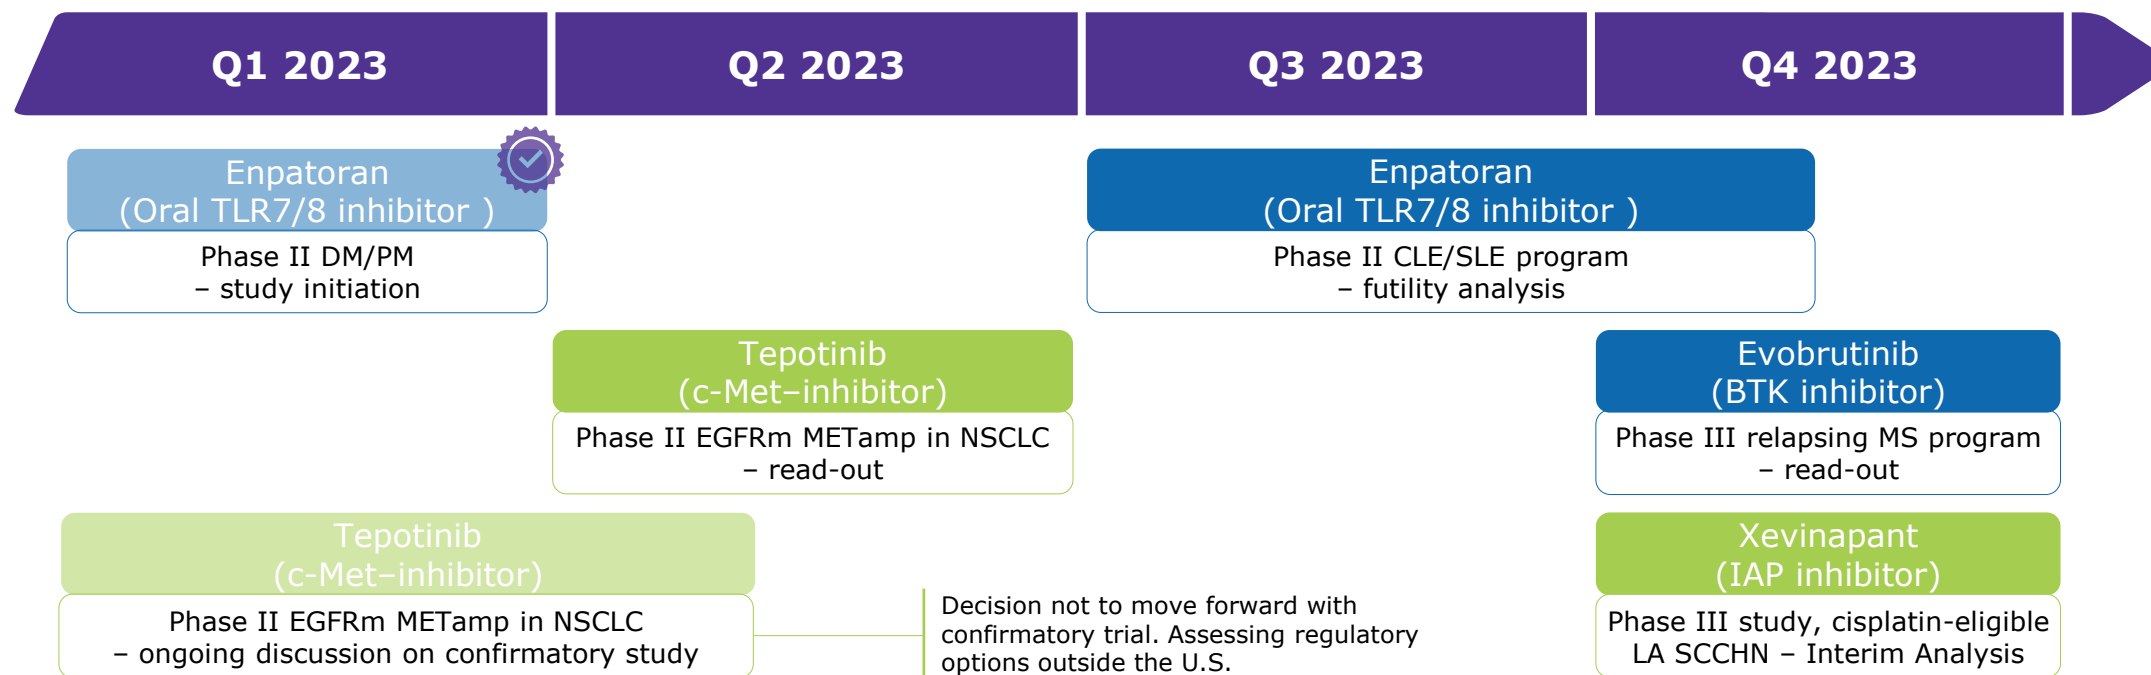 Q1 2023
Q2 2023
Q3 2023
Q4 2023
Enpatoran
(Oral TLR7/8 inhibitor )
Phase II DM/PM
– study initiation
Enpatoran
(Oral TLR7/8 inhibitor )
Phase II CLE/SLE program
– futility analysis
Tepotinib
(c-Met–inhibitor)
Phase II EGFRm METamp in NSCLC
– read-out
Evobrutinib
(BTK inhibitor)
Phase III relapsing MS program
– read-out
Tepotinib
(c-Met–inhibitor)
Phase II EGFRm METamp in NSCLC
– ongoing discussion on confirmatory study
Decision not to move forward with
confirmatory trial. Assessing regulatory
options outside the U.S.
Xevinapant
(IAP inhibitor)
Phase III study, cisplatin-eligible
LA SCCHN – Interim Analysis